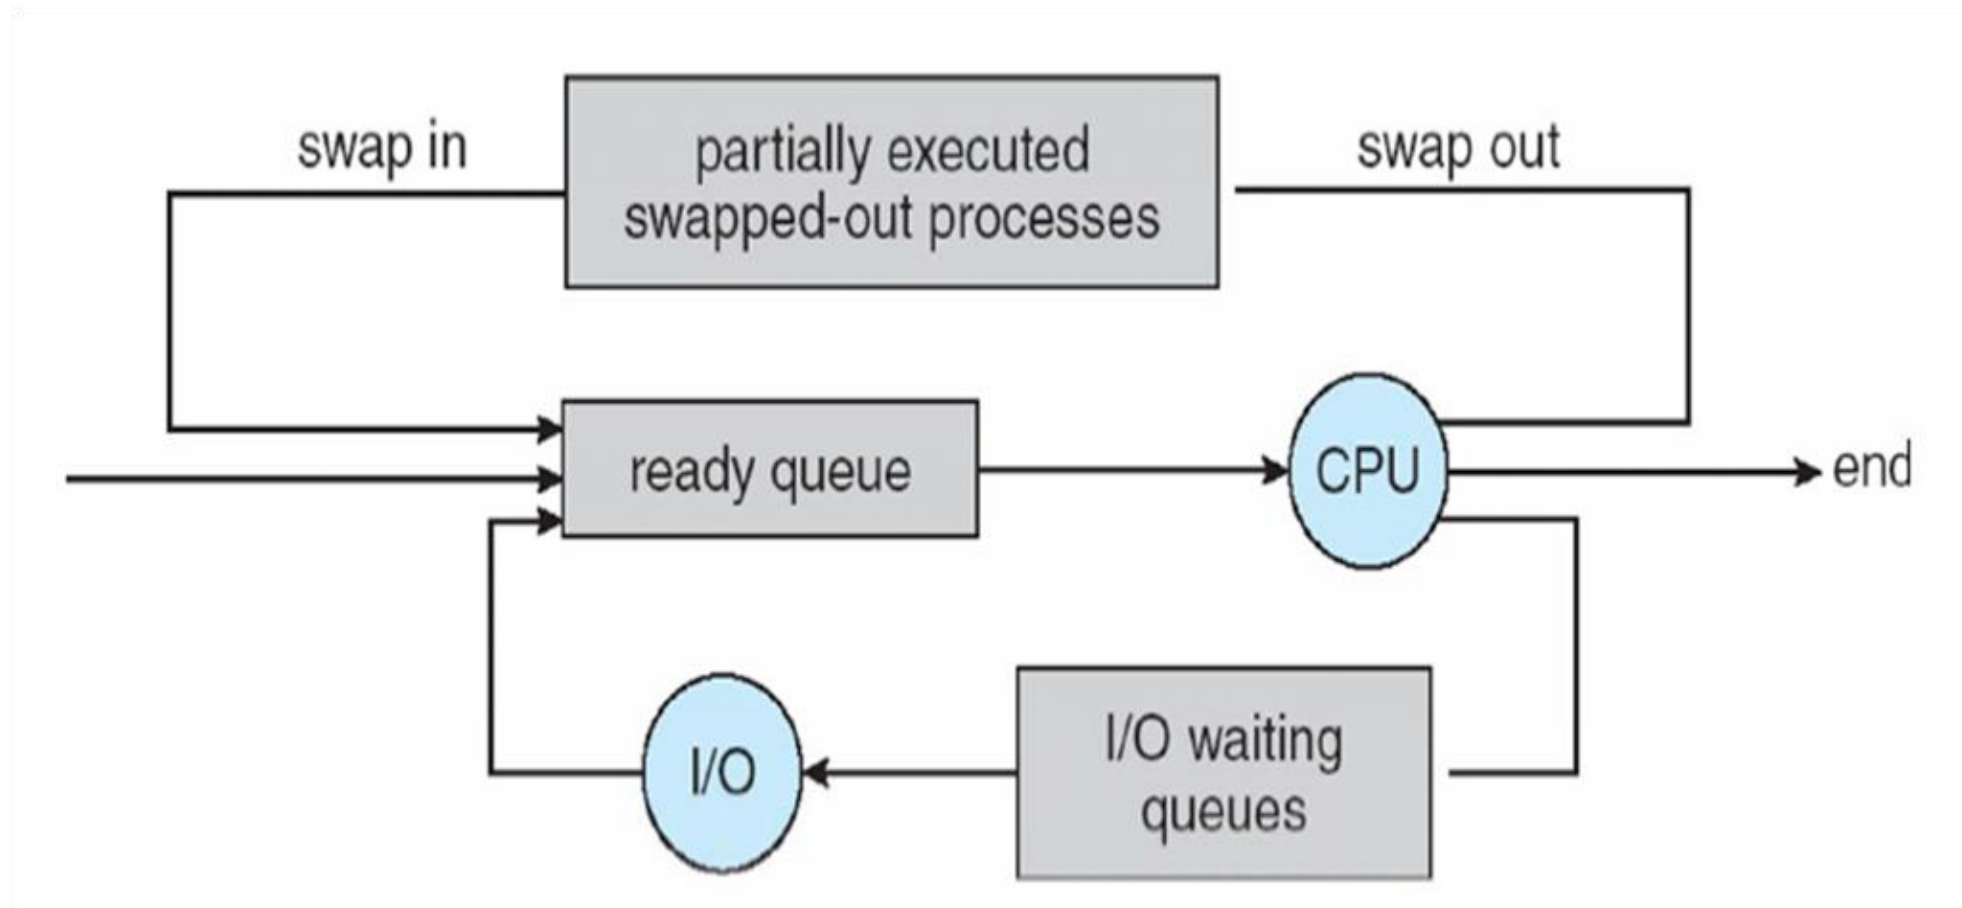 swap in
partially executed
swapped-out processes
swap out
ready queue
CPU
end
I/O
I/O waiting
queues